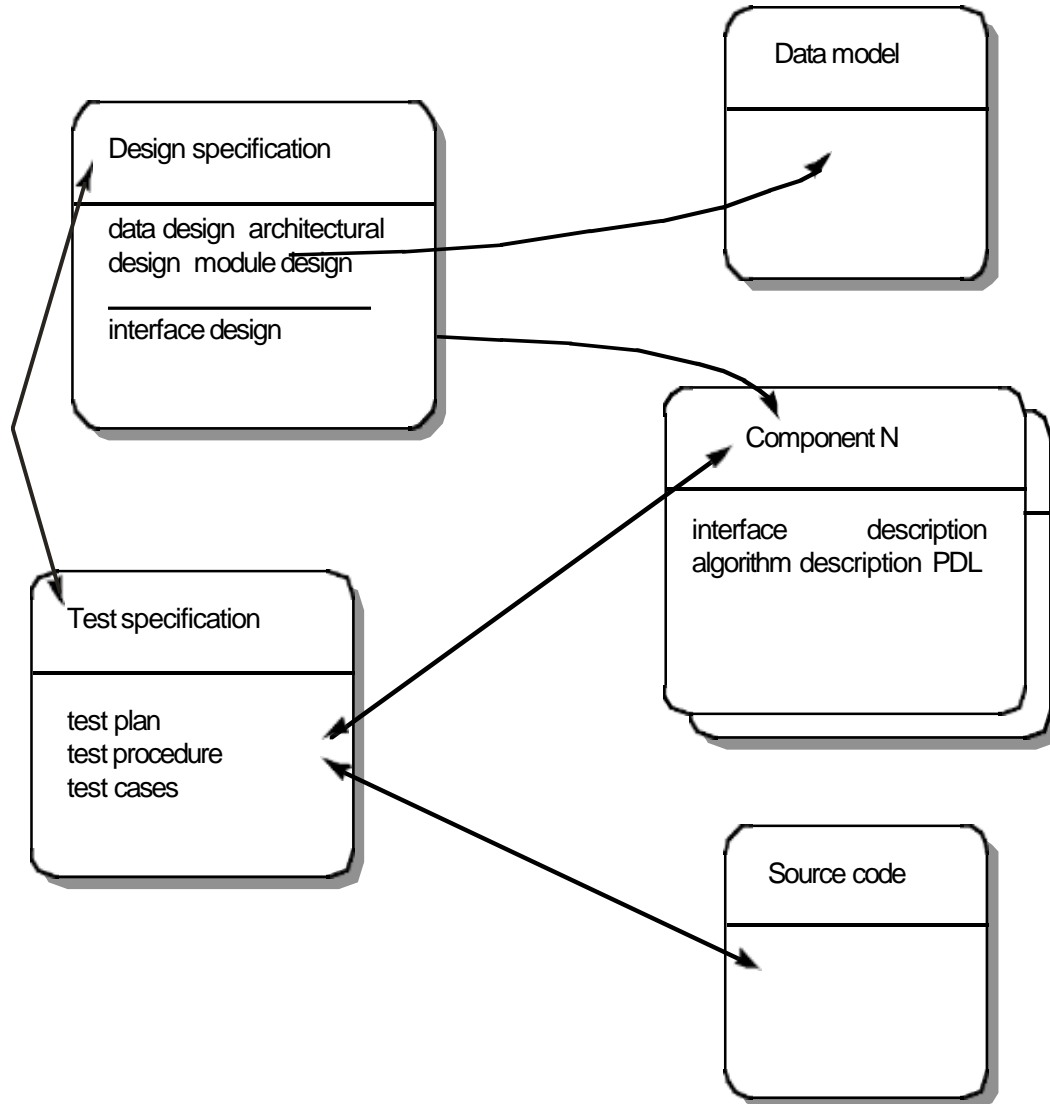 Data model
Design specification
data design architectural
design module design
interface design
Component N
interface description
algorithm description PDL
Test specification
test plan
test procedure
test cases
Source code